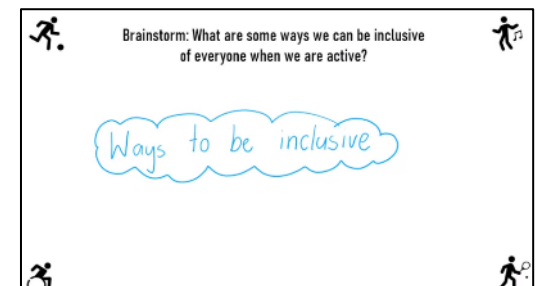 Brainstorm: What are some ways we can be inclusive
of everyone when we are active?
Ways to be inclusive